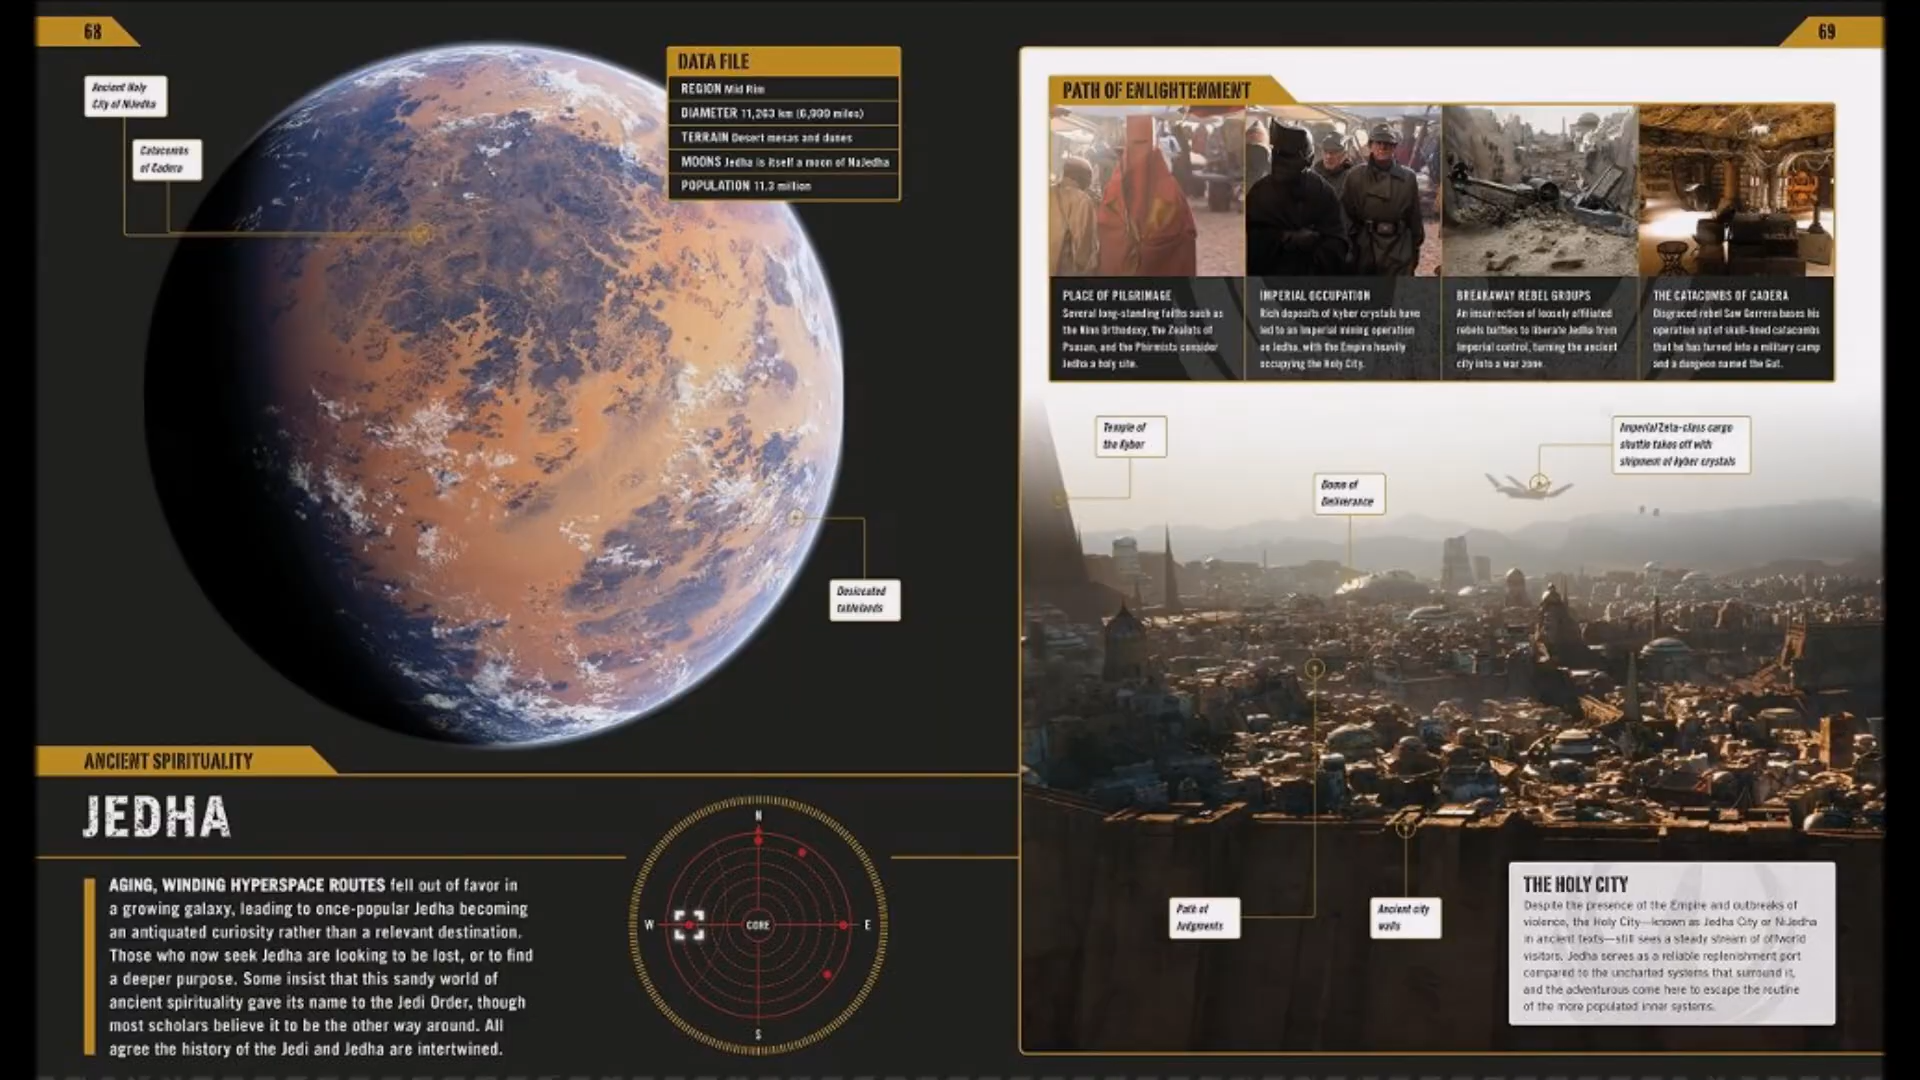 68
Ancient Holy
City of NiJedha
Catacombs
of Cadera
DATA FILE
REGION Mid Rim
DIAMETER 11,263 km (6,999 miles)
TERRAIN Desert mesas and dunes
MOONS Jedha is itself a moon of NaJedha
POPULATION 11.3 million
Desiccated
tablelands
ANCIENT SPIRITUALITY
JEDHA
AGING, WINDING HYPERSPACE ROUTES fell out of favor in
a growing galaxy, leading to once-popular Jedha becoming
an antiquated curiosity rather than a relevant destination.
Those who now seek Jedha are looking to be lost, or to find
a deeper purpose. Some insist that this sandy world of
ancient spirituality gave its name to the Jedi Order, though
most scholars believe it to be the other way around. All
agree the history of the Jedi and Jedha are intertwined.
N
W
CORE
E
S
69
PATH OF ENLIGHTENMENT
PLACE OF PILGRIMAGE
Several long-standing faiths such as
the Ninn Orthodoxy, the Zealots of
Psasan, and the Phirmists consider
Jedha a holy site.
IMPERIAL OCCUPATION
Rich deposits of kyber crystals have
led to an Imperial mining operation
on Jedha, with the Empire heavily
occupying the Holy City.
BREAKAWAY REBEL GROUPS
An insurrection of loosely affiliated
rebels battles to liberate Jedha from
Imperial control, turning the ancient
city into a war zone.
THE CATACOMBS OF CADERA
Disgraced rebel Saw Gerrera bases his
operation out of skull-lined catacombs
that he has turned into a military camp
and a dungeon named the Gut.
Temple of
the Kyber
Dome of
Deliverance
Imperial Zeta-class cargo
shuttle takes off with
shipment of kyber crystals
Path of
Judgments
Ancient city
walls
THE HOLY CITY
Despite the presence of the Empire and outbreaks of
violence, the Holy City—known as Jedha City or NiJedha
in ancient texts—still sees a steady stream of offworld
visitors. Jedha serves as a reliable replenishment port
compared to the uncharted systems that surround it,
and the adventurous come here to escape the routine
of the more populated inner systems.